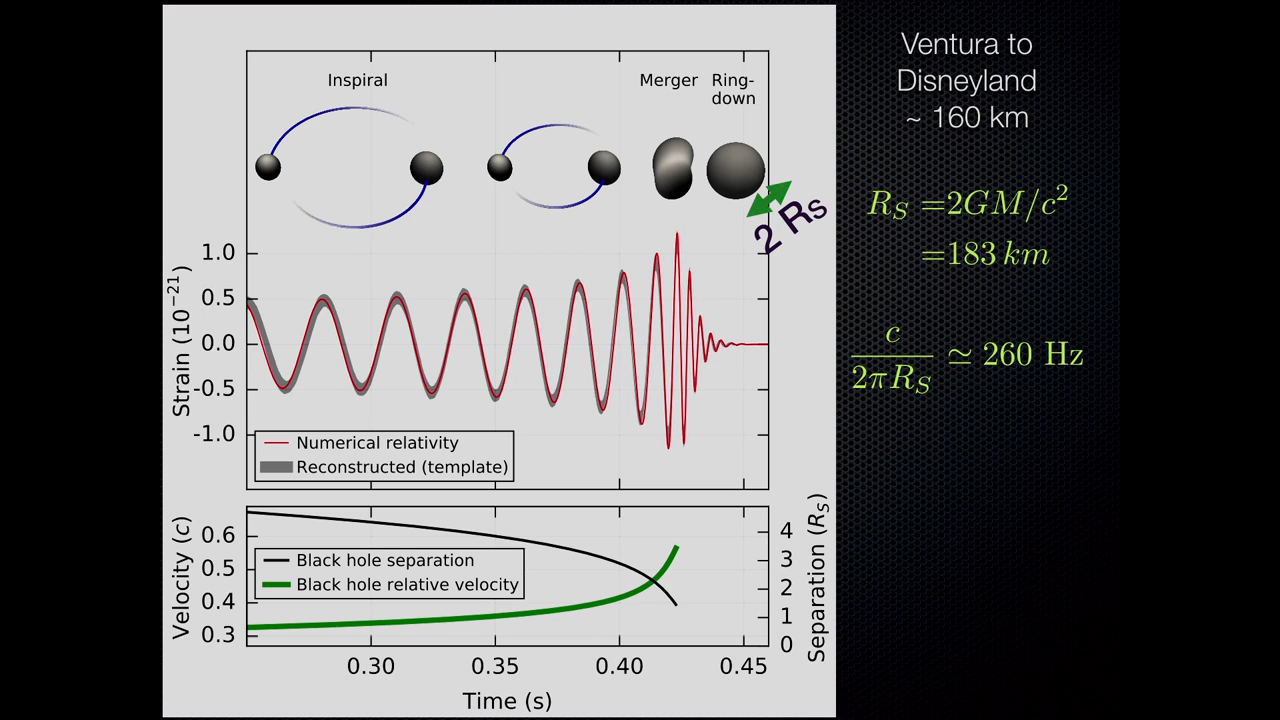 Inspiral
Merger
Ring-
down
2 Rs
Strain (10⁻²¹)
1.0
0.5
0.0
-0.5
-1.0
Numerical relativity
Reconstructed (template)
Velocity (c)
0.6
0.5
0.4
0.3
Black hole separation
Black hole relative velocity
4
3
2
1
0
Separation (R_S)
0.30 0.35 0.40 0.45
Time (s)
Ventura to
Disneyland
~ 160 km
R_S =2GM/c²
=183 km
c/2πR_S ≃ 260 Hz